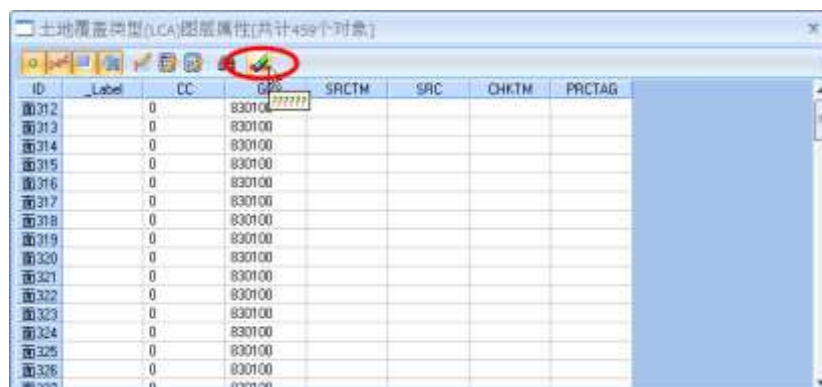 土地覆盖类型(LCA)图层属性[共计459个对象]
ID _Label CC SRCTM SRC CHKTM PRCTAG
??????
面312 0 830100
面313 0 830100
面314 0 830100
面315 0 830100
面316 0 830100
面317 0 830100
面318 0 830100
面319 0 830100
面320 0 830100
面321 0 830100
面322 0 830100
面323 0 830100
面324 0 830100
面325 0 830100
面326 0 830100